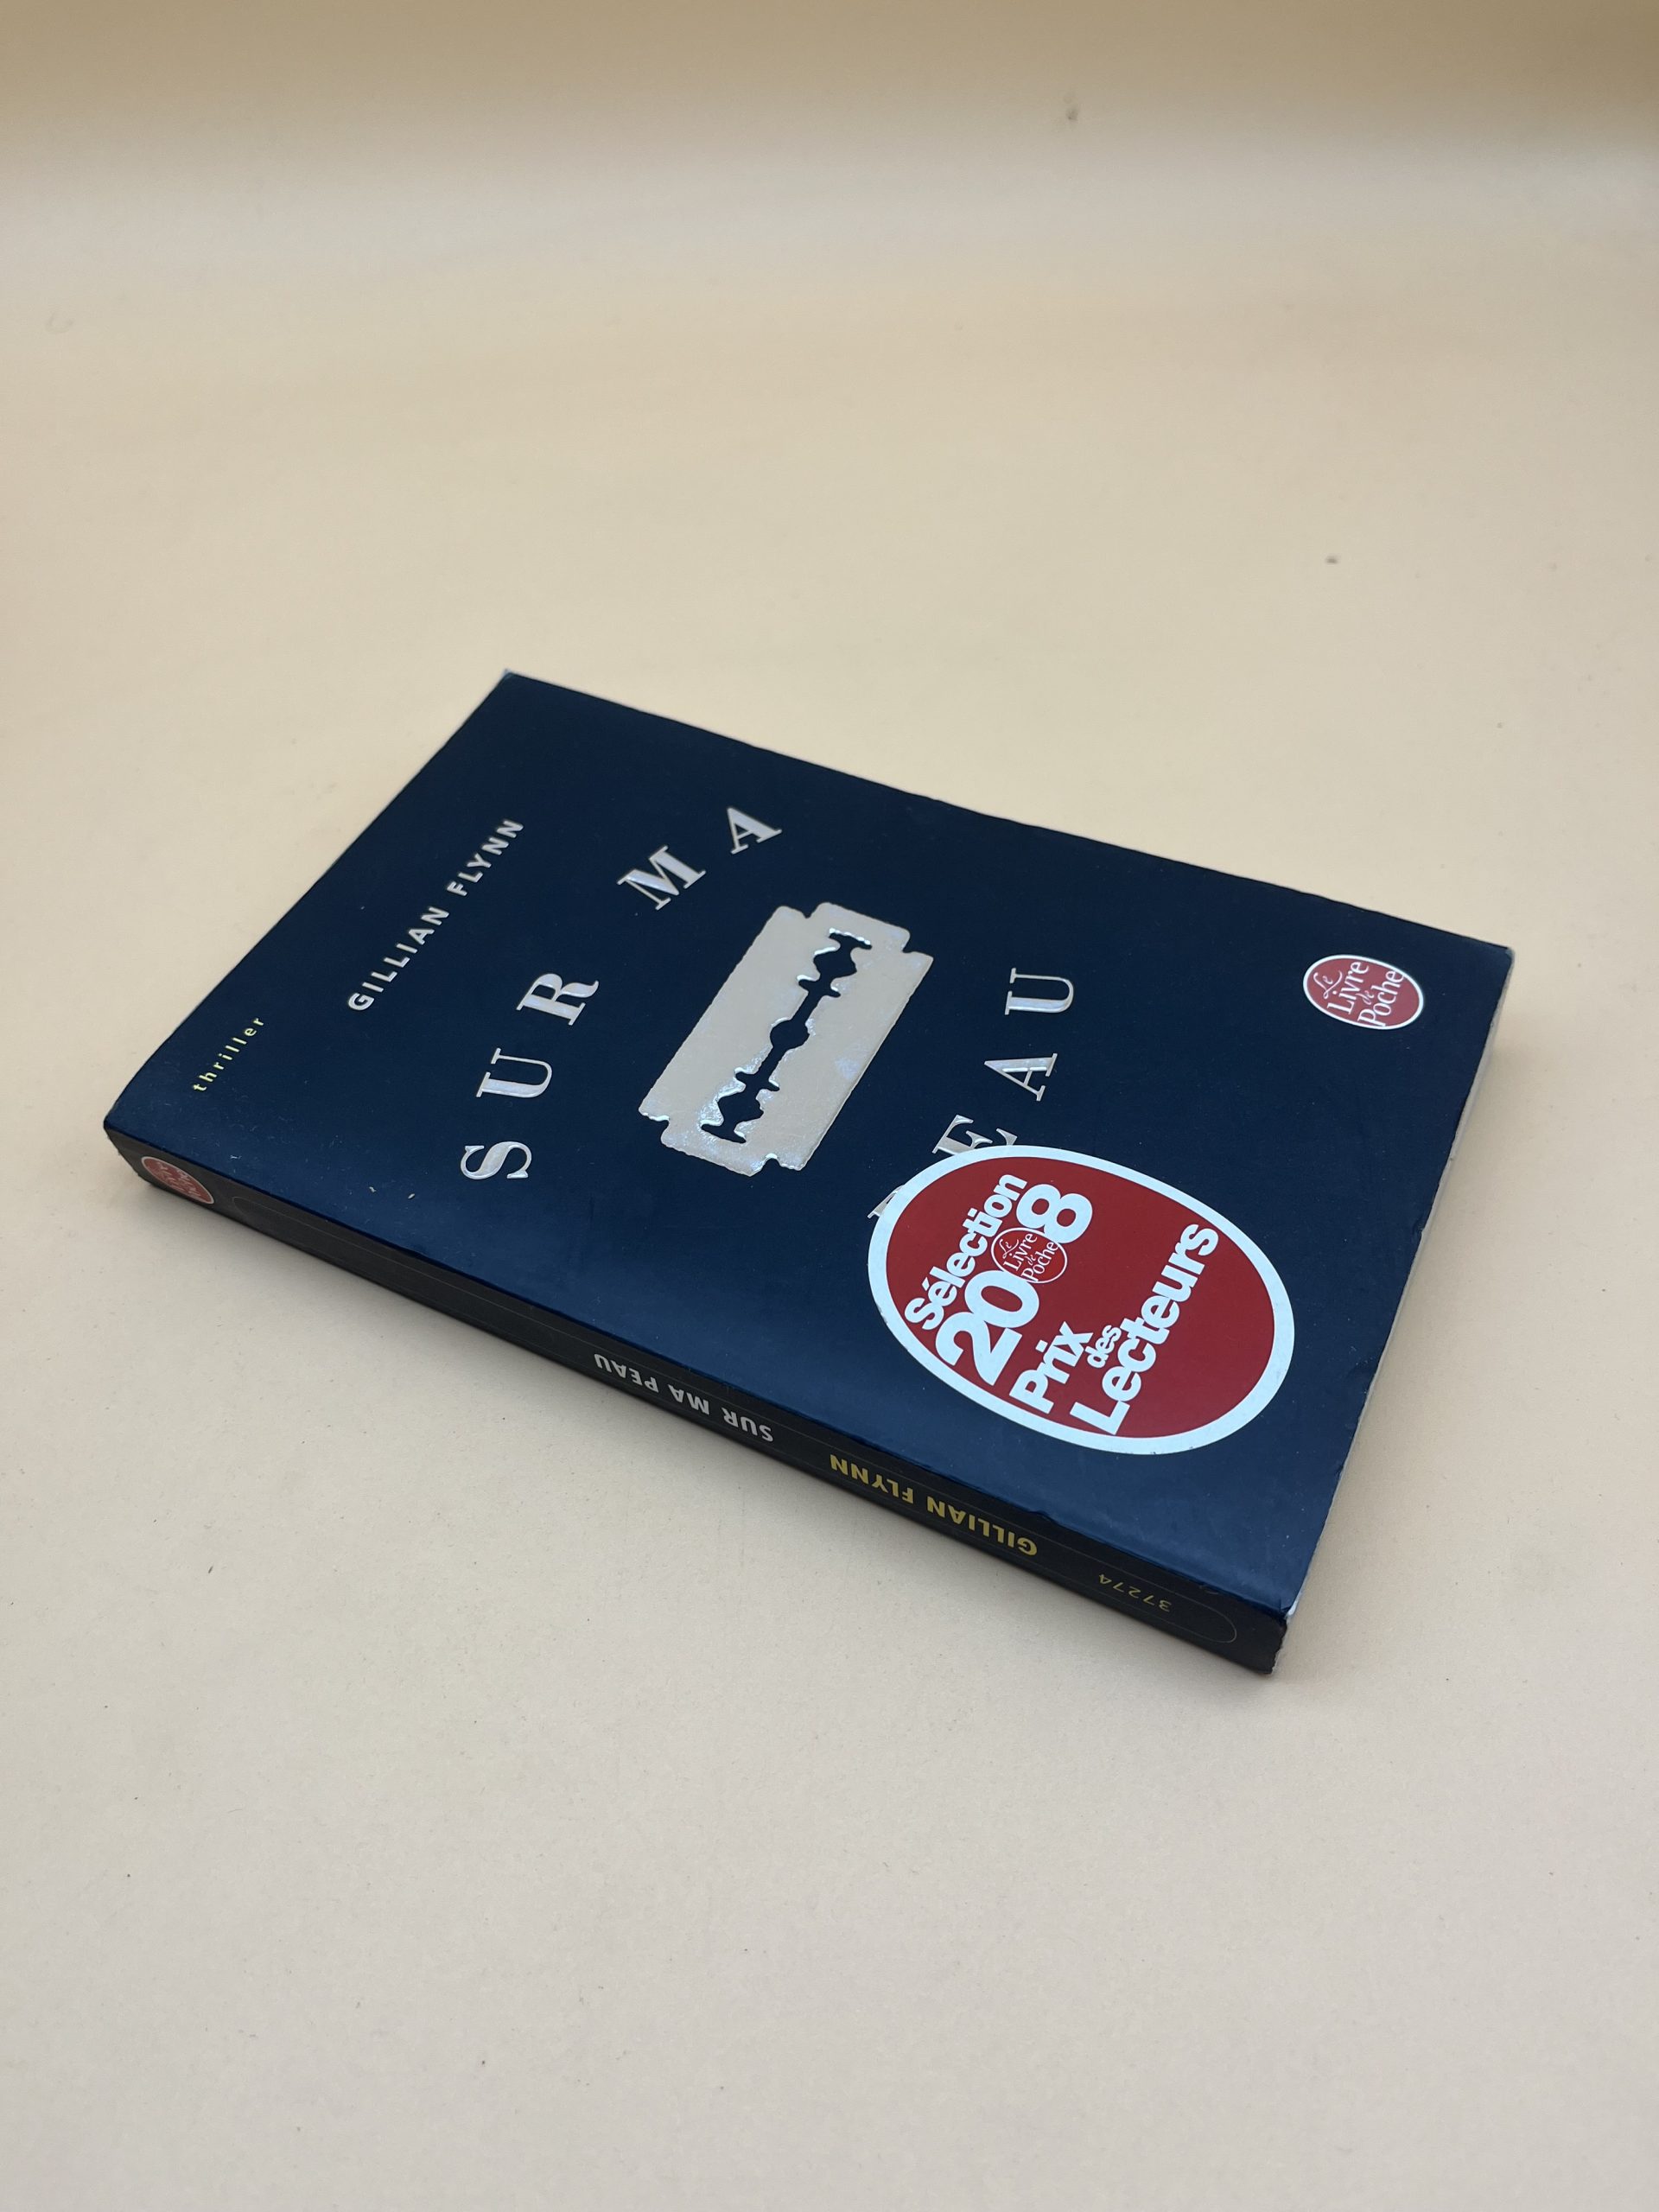 thriller
GILLIAN FLYNN
SUR MA
PEAU
Sélection
2008
Le
Livre
de
Poche
Prix
des
Lecteurs
Le
Livre
de
Poche
SUR MA PEAU
GILLIAN FLYNN
37274